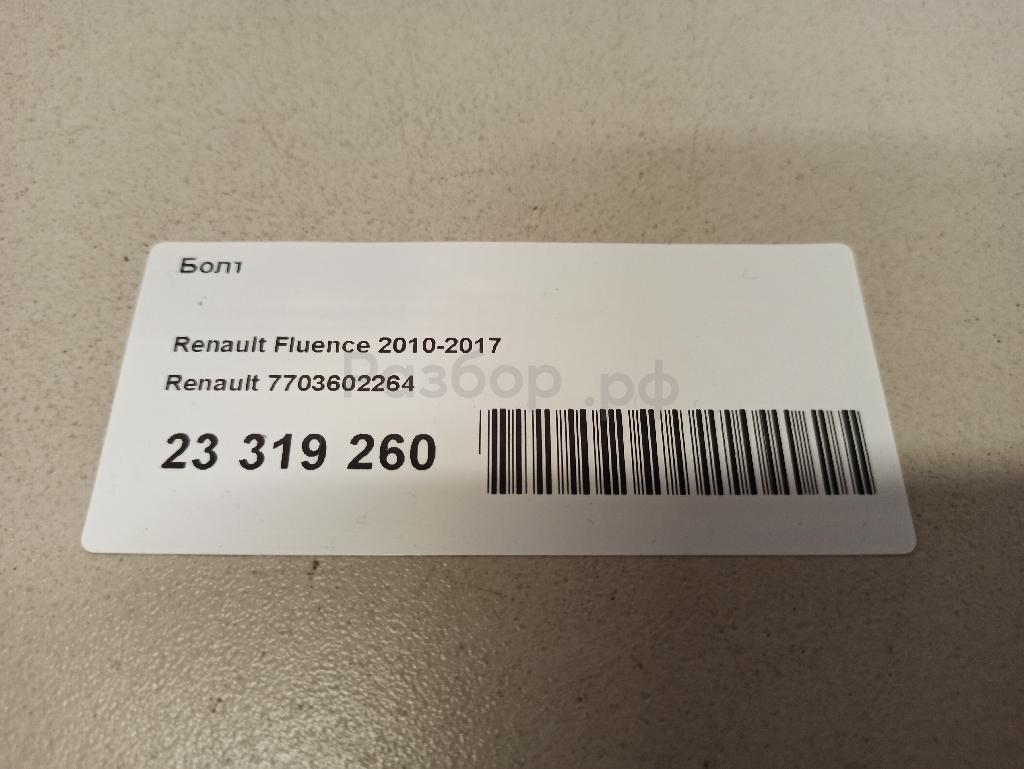 Болт
Renault Fluence 2010-2017
Разбор.рф
Renault 7703602264
23 319 260